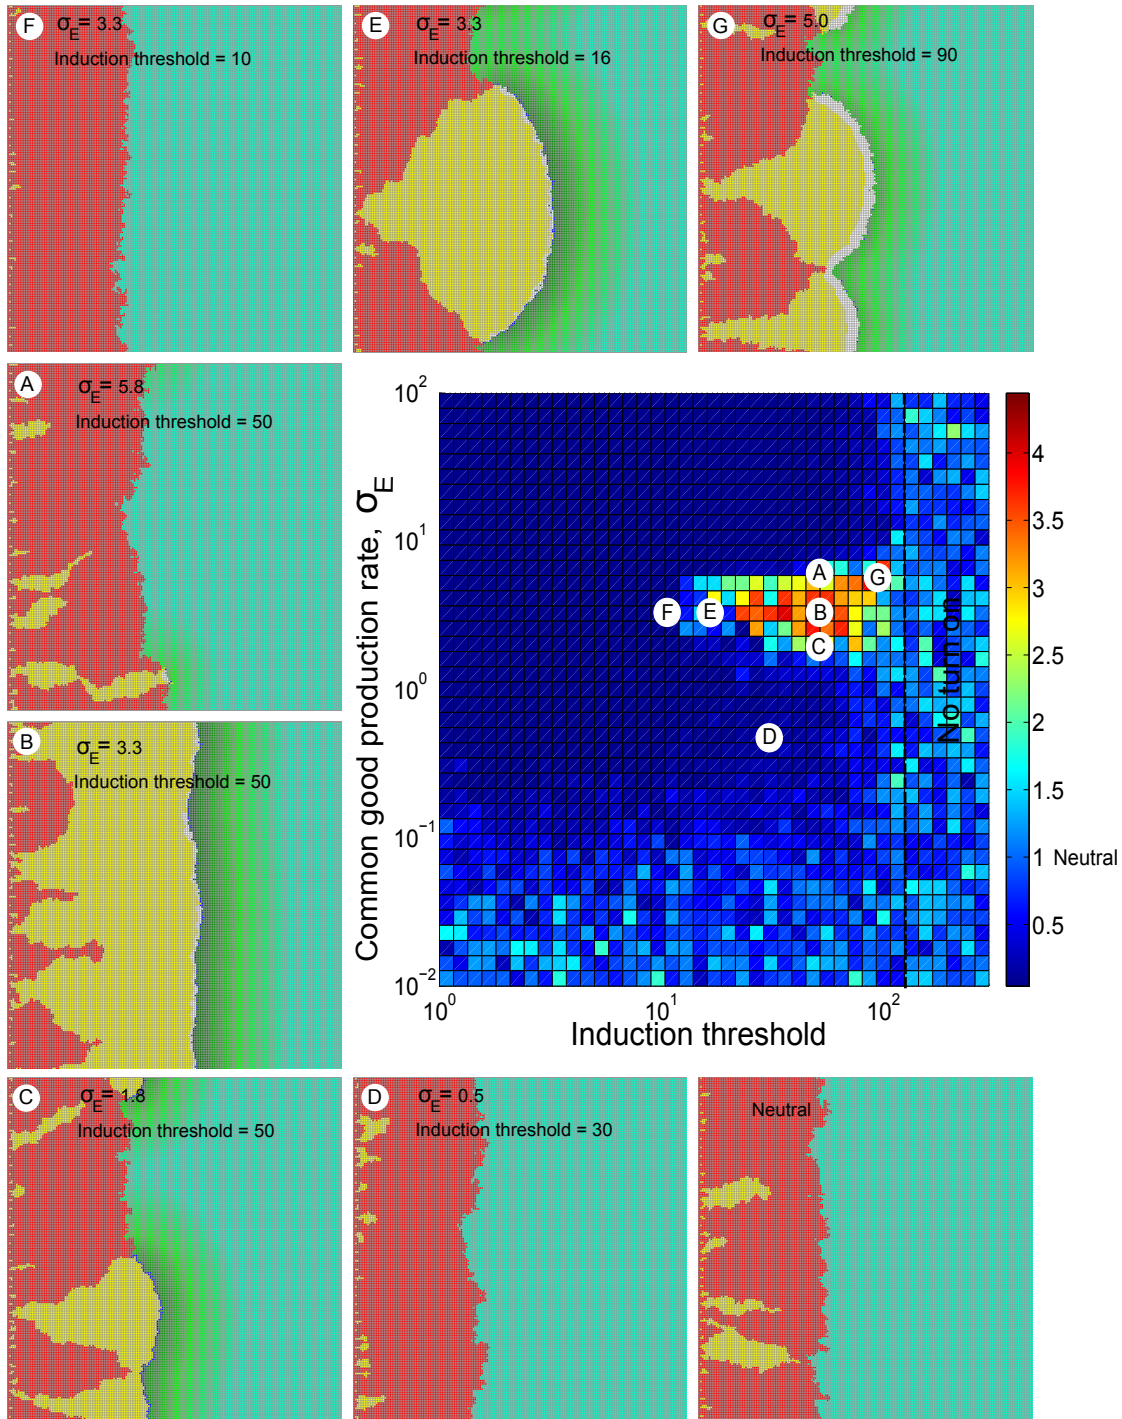 F
σE= 3.3
Induction threshold = 10
E
σE= 3.3
Induction threshold = 16
G
σE= 5.0
Induction threshold = 90
A
σE= 5.8
Induction threshold = 50
B
σE= 3.3
Induction threshold = 50
C
σE= 1.8
Induction threshold = 50
D
σE= 0.5
Induction threshold = 30
Neutral
Common good production rate, σE
10^2
10^1
10^0
10^-1
10^-2
A
G
F
E
B
C
D
No turn on
10^0
10^1
10^2
Induction threshold
4
3.5
3
2.5
2
1.5
1 Neutral
0.5